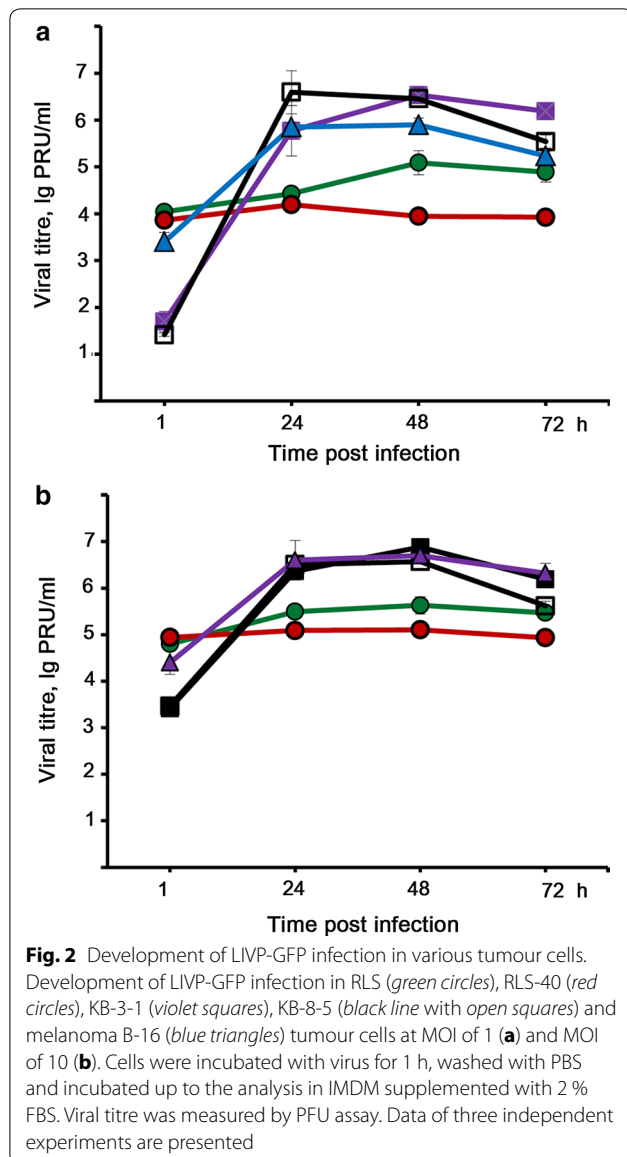 a
7
6
5
4
3
2
1
Viral titre, lg PRU/ml
1 24 48 72 h
Time post infection
b
7
6
5
4
3
2
1
Viral titre, lg PRU/ml
1 24 48 72 h
Time post infection
Fig. 2 Development of LIVP-GFP infection in various tumour cells.
Development of LIVP-GFP infection in RLS (green circles), RLS-40 (red
circles), KB-3-1 (violet squares), KB-8-5 (black line with open squares) and
melanoma B-16 (blue triangles) tumour cells at MOI of 1 (a) and MOI
of 10 (b). Cells were incubated with virus for 1 h, washed with PBS
and incubated up to the analysis in IMDM supplemented with 2 %
FBS. Viral titre was measured by PFU assay. Data of three independent
experiments are presented